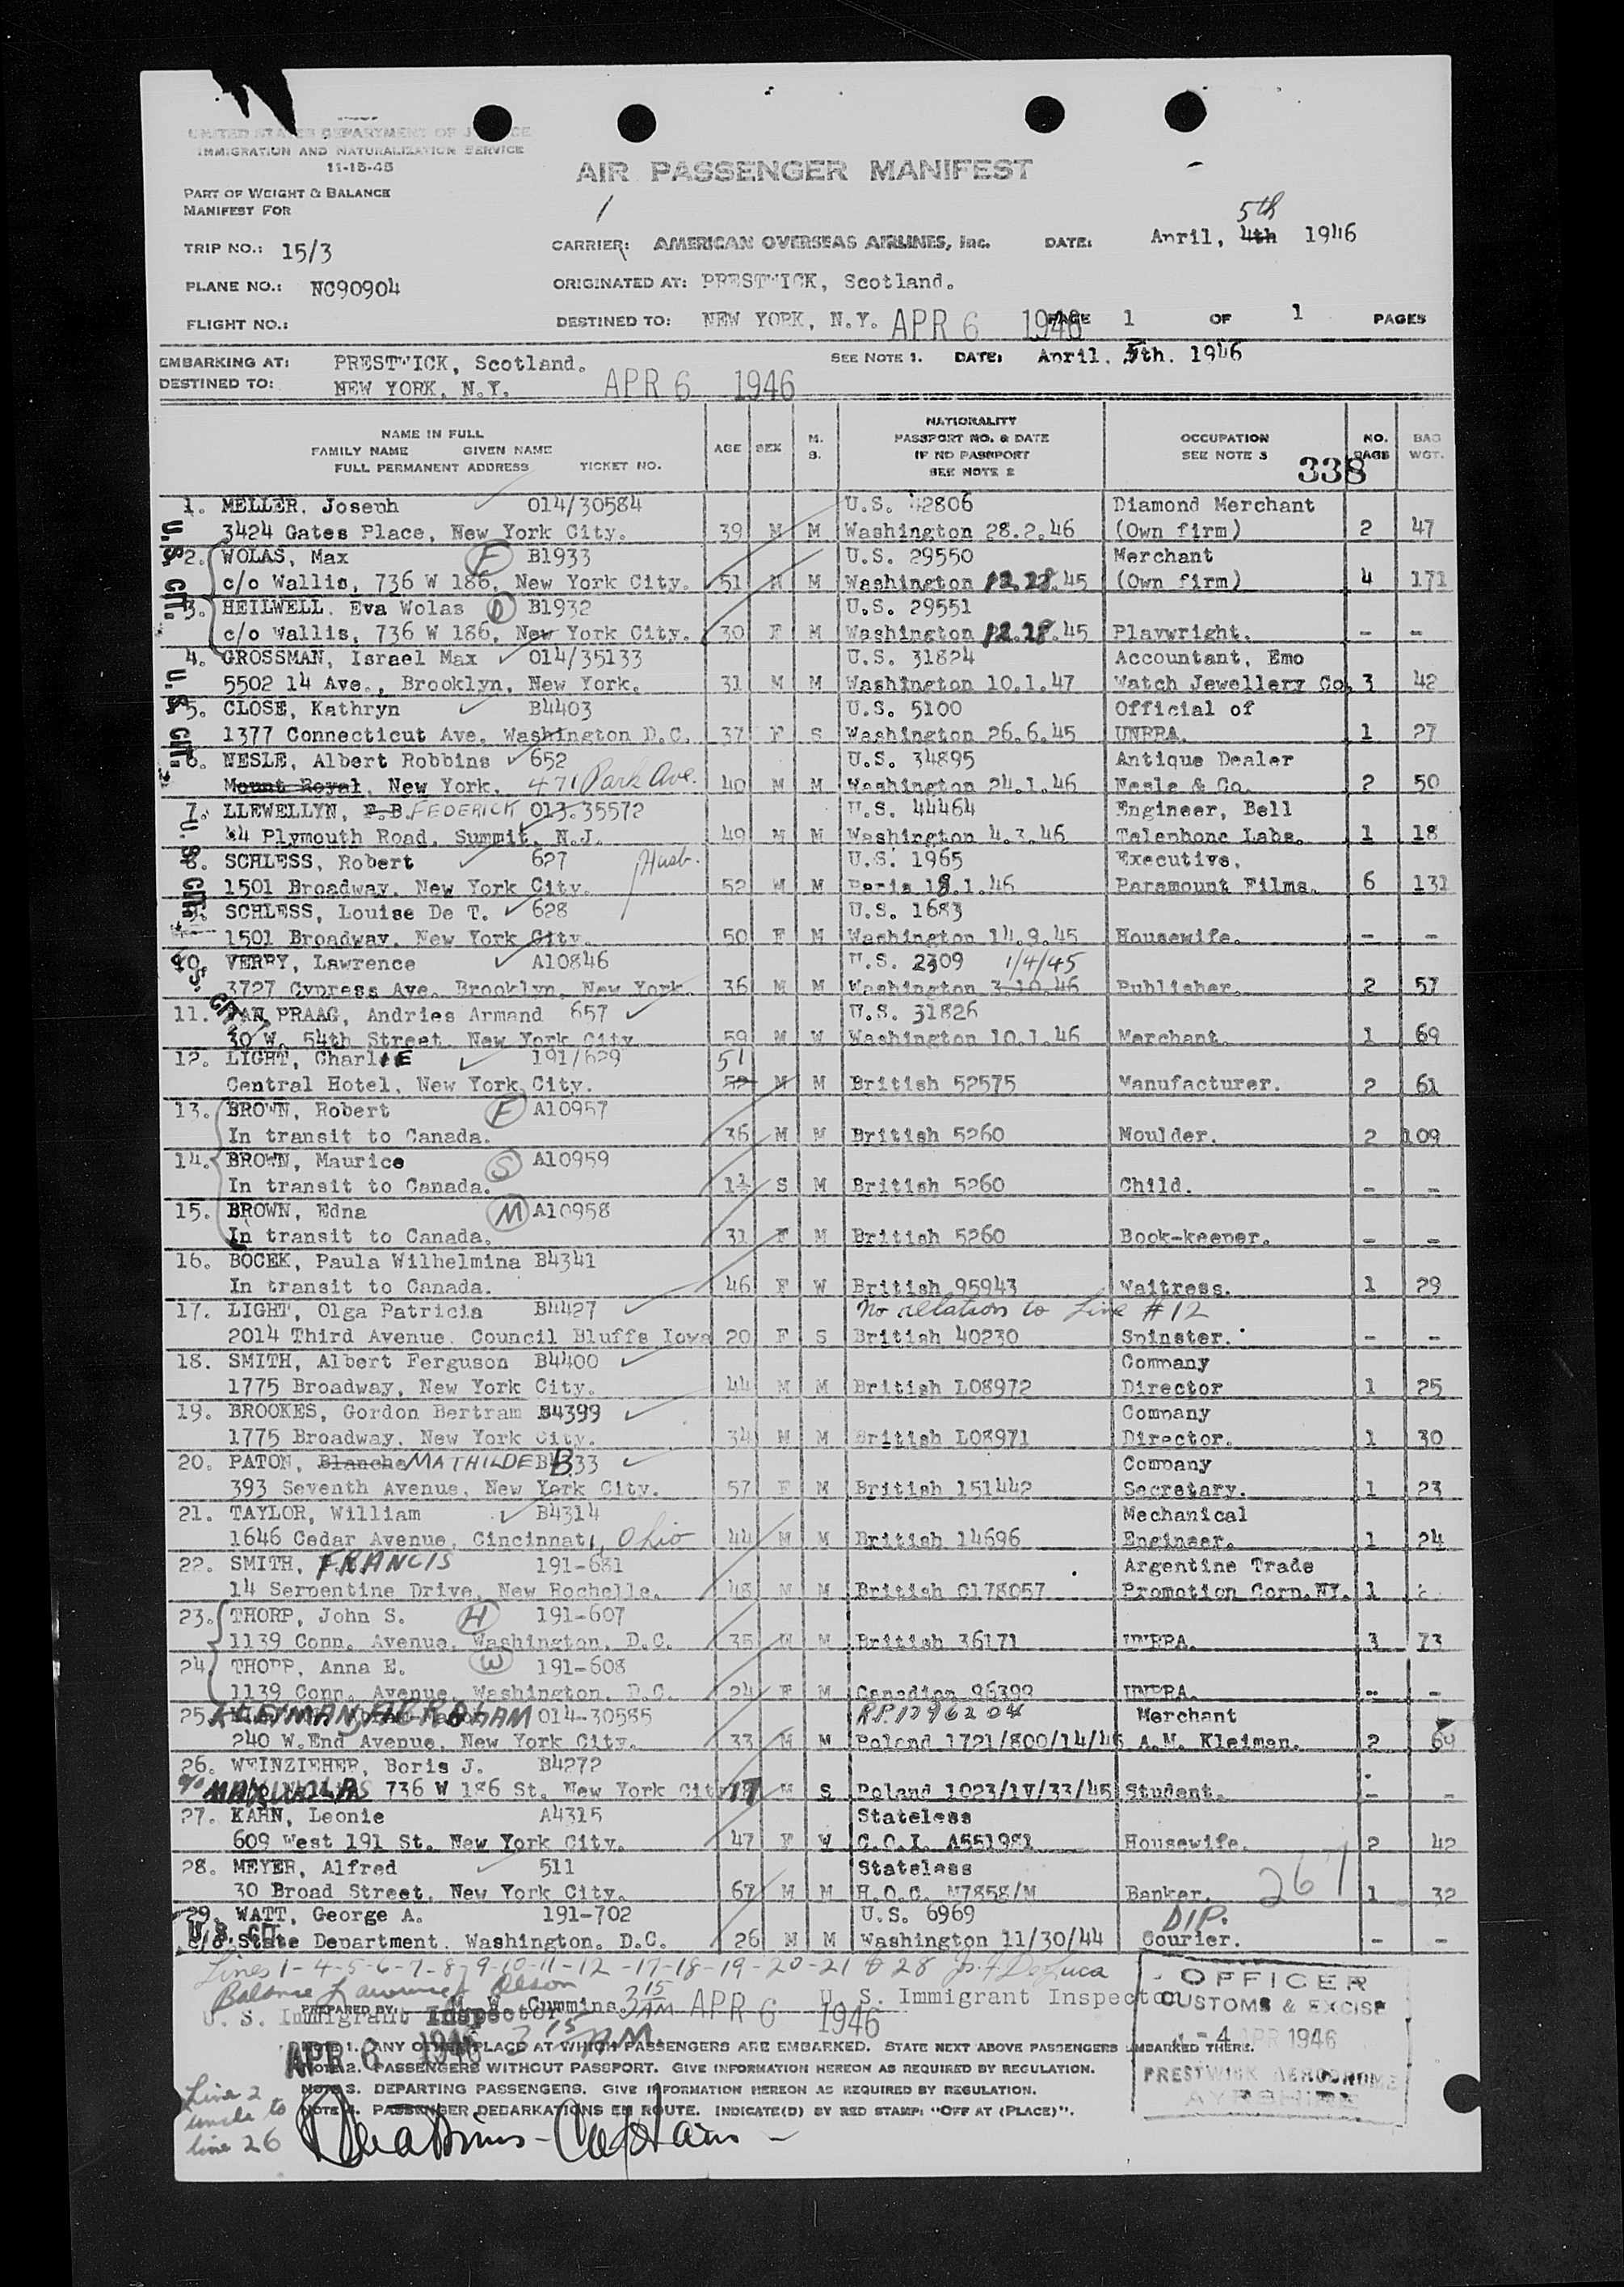 UNITED STATES DEPARTMENT OF JUSTICE
IMMIGRATION AND NATURALIZATION SERVICE
11-15-45
AIR PASSENGER MANIFEST
PART OF WEIGHT & BALANCE
MANIFEST FOR
5th
TRIP NO.: 15/3 CARRIER: AMERICAN OVERSEAS AIRLINES, Inc. DATE: April, 4th 1946
PLANE NO.: NC90904 ORIGINATED AT: PRESTWICK, Scotland.
FLIGHT NO.: DESTINED TO: NEW YORK, N.Y. APR 6 1946 PAGE 1 OF 1 PAGES
EMBARKING AT: PRESTWICK, Scotland. SEE NOTE 1. DATE: April. 5th. 1946
DESTINED TO: NEW YORK, N.Y. APR 6 1946
NAME IN FULL
FAMILY NAME GIVEN NAME
FULL PERMANENT ADDRESS TICKET NO.
AGE SEX M. S.
NATIONALITY
PASSPORT NO. & DATE
IF NO PASSPORT
SEE NOTE 2
OCCUPATION
SEE NOTE 3
NO. BAGS BAG WGT.
338
1. MELLER, Joseph 014/30584 U.S. 42806 Diamond Merchant
3424 Gates Place, New York City. 39 M M Washington 28.2.46 (Own firm) 2 47
U.S. CIT.
2. WOLAS, Max F B1933 U.S. 29550 Merchant
c/o Wallis, 736 W 186, New York City. 51 M M Washington 12.28.45 (Own firm) 4 171
3. HEILWELL. Eva Wolas D B1932 U.S. 29551
c/o Wallis, 736 W 186, New York City. 30 F M Washington 12.28.45 Playwright. - -
4. GROSSMAN, Israel Max 014/35133 U.S. 31824 Accountant, Emo
5502 14 Ave., Brooklyn, New York. 31 M M Washington 10.1.47 Watch Jewellery Co. 3 42
U.S. CIT.
5. CLOSE, Kathryn B4403 U.S. 5100 Official of
1377 Connecticut Ave, Washington D.C. 37 F S Washington 26.6.45 UNRRA. 1 27
6. NESLE, Albert Robbins 652 U.S. 34895 Antique Dealer
Mount Royal, New York. 471 Park Ave. 40 M M Washington 24.1.46 Nesle & Co. 2 50
7. LLEWELLYN, F.B. FEDERICK 013.35572 U.S. 44464 Engineer, Bell
44 Plymouth Road, Summit, N.J. 49 M M Washington 4.3.46 Telephone Labs. 1 18
U.S. CIT.
8. SCHLESS, Robert 627 Husb. U.S. 1965 Executive,
1501 Broadway. New York City. 52 M M Paris 18.1.46 Paramount Films. 6 131
SCHLESS, Louise De T. 628 U.S. 1683
1501 Broadway. New York City. 50 F M Washington 14.9.45 Housewife. - -
10. VERRY, Lawrence A10846 U.S. 2309 1/4/45
3727 Cypress Ave. Brooklyn, New York. 36 M M Washington 3.10.46 Publisher. 2 57
U.S. CIT.
11. VAN PRAAG, Andries Armand 657 U.S. 31826
30 W. 54th Street. New York City 59 M W Washington 10.1.46 Merchant. 1 69
12. LIGHT, CharlIE 191/629 51
Central Hotel, New York City. 52 M M British 52575 Manufacturer. 2 61
13. BROWN, Robert F A10957
In transit to Canada. 36 M M British 5260 Moulder. 2 109
14. BROWN, Maurice S A10959
In transit to Canada. 1½ S M British 5260 Child. - -
15. BROWN, Edna M A10958
In transit to Canada. 31 F M British 5260 Book-keeper. - -
16. BOCEK, Paula Wilhelmina B4341
In transit to Canada. 46 F W British 95943 Waitress. 1 29
17. LIGHT, Olga Patricia B4427 No relation to Line #12
2014 Third Avenue. Council Bluffs Iowa 20 F S British 40230 Spinster. - -
18. SMITH, Albert Ferguson B4400 Company
1775 Broadway, New York City. 44 M M British L08972 Director 1 25
19. BROOKES, Gordon Bertram B4399 Company
1775 Broadway. New York City. 34 M M British L08971 Director. 1 30
20. PATON, Blanche MATHILDE B. Company
393 Seventh Avenue, New York City. 57 F M British 151442 Secretary. 1 23
21. TAYLOR, William B4314 Mechanical
1646 Cedar Avenue, Cincinnati, Ohio 44 M M British 14696 Engineer. 1 24
22. SMITH, FRANCIS 191-681 Argentine Trade
14 Serpentine Drive, New Rochelle. 48 M M British C178057 Promotion Corp.NY. 1
23. THORP, John S. H 191-607
1139 Conn. Avenue. Washington, D.C. 35 M M British 36171 UNRRA. 3 73
24. THORP, Anna E. W 191-608
1139 Conn. Avenue, Washington, D.C. 24 F M Canadian 96399 UNRRA. - -
25. KLEIMAN, ABRAHAM 014-30585 Merchant
240 W.End Avenue. New York City. 33 M M Poland 1721/800/14/46 A.M. Kleiman. 2 69
26. WEINZIEHER, Boris J. B4272
c/o MAX WOLAS 736 W 186 St. New York City 17 M S Poland 1023/1V/33/45 Student. - -
27. KAHN, Leonie A4315 Stateless
609 West 191 St. New York City. 47 F W C.O.I. A551981 Housewife. 2 42
28. MEYER, Alfred 511 Stateless
30 Broad Street, New York City. 67 M M H.O.C. M7858/M Banker. 267 1 32
29. WATT, George A. 191-702 U.S. 6969 DIP.
U.S. CIT.
c/o State Department. Washington. D.C. 26 M M Washington 11/30/44 Courier. - -
Lines 1-4-5-6-7-8-9-10-11-12-17-18-19-20-21 & 28 Jos. F. DeLuca
Balance Lawrence Olson U. S. Immigrant Inspector
PREPARED BY: M. W. Cummins 3 15 AM APR 6 1946
U. S. Immigrant Inspector
APR 6 1946 3 15 AM.
NOTE 1. ANY OTHER PLACE AT WHICH PASSENGERS ARE EMBARKED. STATE NEXT ABOVE PASSENGERS EMBARKED THERE.
NOTE 2. PASSENGERS WITHOUT PASSPORT. GIVE INFORMATION HEREON AS REQUIRED BY REGULATION.
NOTE 3. DEPARTING PASSENGERS. GIVE INFORMATION HEREON AS REQUIRED BY REGULATION.
NOTE 4. PASSENGER DEBARKATIONS EN ROUTE. INDICATE(D) BY RED STAMP: "OFF AT (PLACE)".
OFFICER
CUSTOMS & EXCISE
- 4 APR 1946
PRESTWICK AERODROME
AYRSHIRE
Line 2
uncle to
line 26
Captain